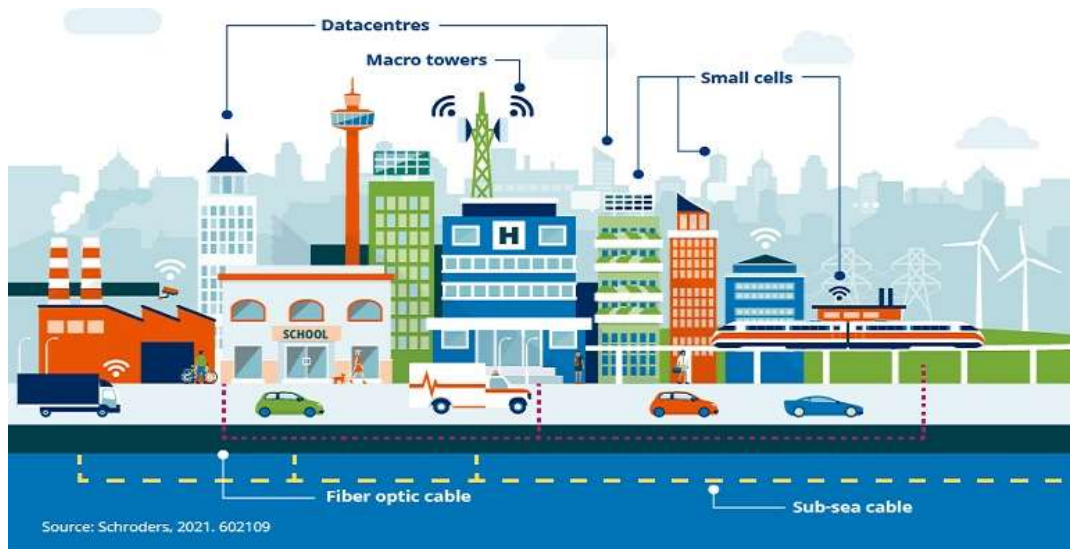 Datacentres
Macro towers
Small cells
H
SCHOOL
Fiber optic cable
Sub-sea cable
Source: Schroders, 2021. 602109